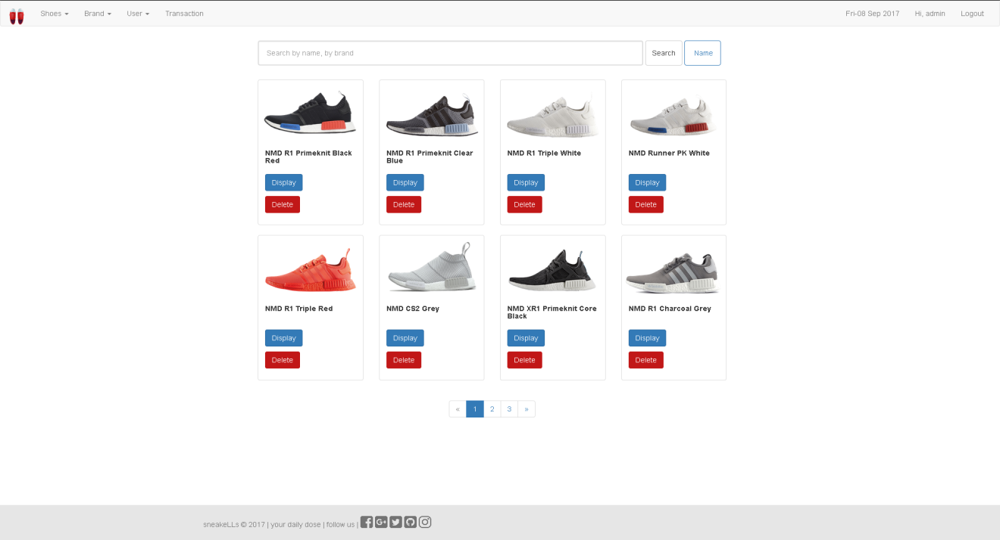 Shoes Brand User Transaction Fri-08 Sep 2017 Hi, admin Logout
Search by name, by brand Search Name
NMD R1 Primeknit Black
Red
Display
Delete
NMD R1 Primeknit Clear
Blue
Display
Delete
NMD R1 Triple White
Display
Delete
NMD Runner PK White
Display
Delete
NMD R1 Triple Red
Display
Delete
NMD CS2 Grey
Display
Delete
NMD XR1 Primeknit Core
Black
Display
Delete
NMD R1 Charcoal Grey
Display
Delete
« 1 2 3 »
sneakeLLs © 2017 | your daily dose | follow us |